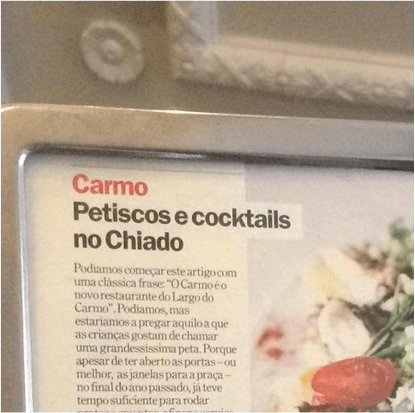 Carmo
Petiscos e cocktails
no Chiado
Podíamos começar este artigo com
uma clássica frase: "O Carmo é o
novo restaurante do Largo do
Carmo". Podíamos, mas
estaríamos a pregar aquilo a que
as crianças gostam de chamar
uma grandessíssima peta. Porque
apesar de ter aberto as portas – ou
melhor, as janelas para a praça –
no final do ano passado, já teve
tempo suficiente para rodar